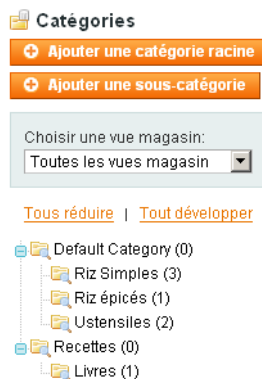 Catégories
Ajouter une catégorie racine
Ajouter une sous-catégorie
Choisir une vue magasin:
Toutes les vues magasin
Tous réduire | Tout développer
Default Category (0)
Riz Simples (3)
Riz épicés (1)
Ustensiles (2)
Recettes (0)
Livres (1)